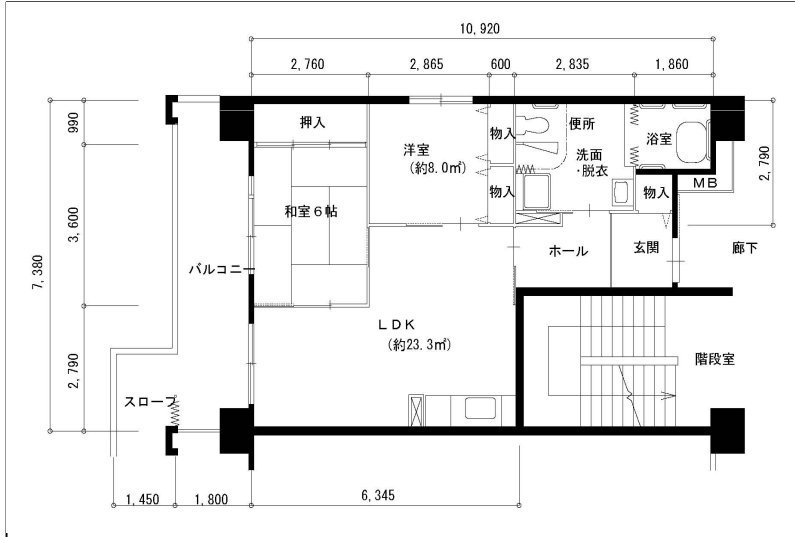 10,920
2,760
2,865
600
2,835
1,860
990
3,600
2,790
7,380
2,790
押入
洋室
(約8.0㎡)
物入
物入
便所
洗面
・脱衣
浴室
物入
MB
和室6帖
バルコニー
ホール
玄関
廊下
LDK
(約23.3㎡)
階段室
スロープ
1,450
1,800
6,345